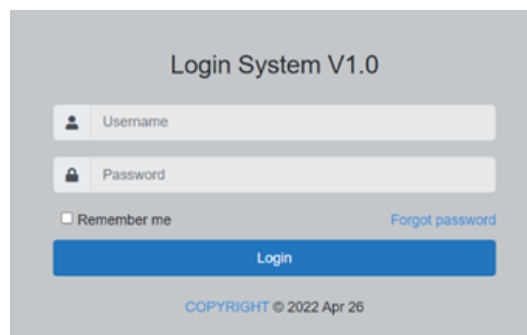 Login System V1.0
Username
Password
Remember me Forgot password
Login
COPYRIGHT © 2022 Apr 26